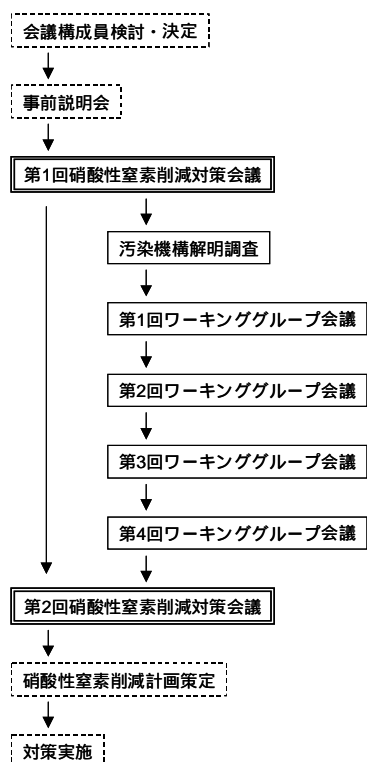 会議構成員検討・決定
事前説明会
第1回硝酸性窒素削減対策会議
汚染機構解明調査
第1回ワーキンググループ会議
第2回ワーキンググループ会議
第3回ワーキンググループ会議
第4回ワーキンググループ会議
第2回硝酸性窒素削減対策会議
硝酸性窒素削減計画策定
対策実施